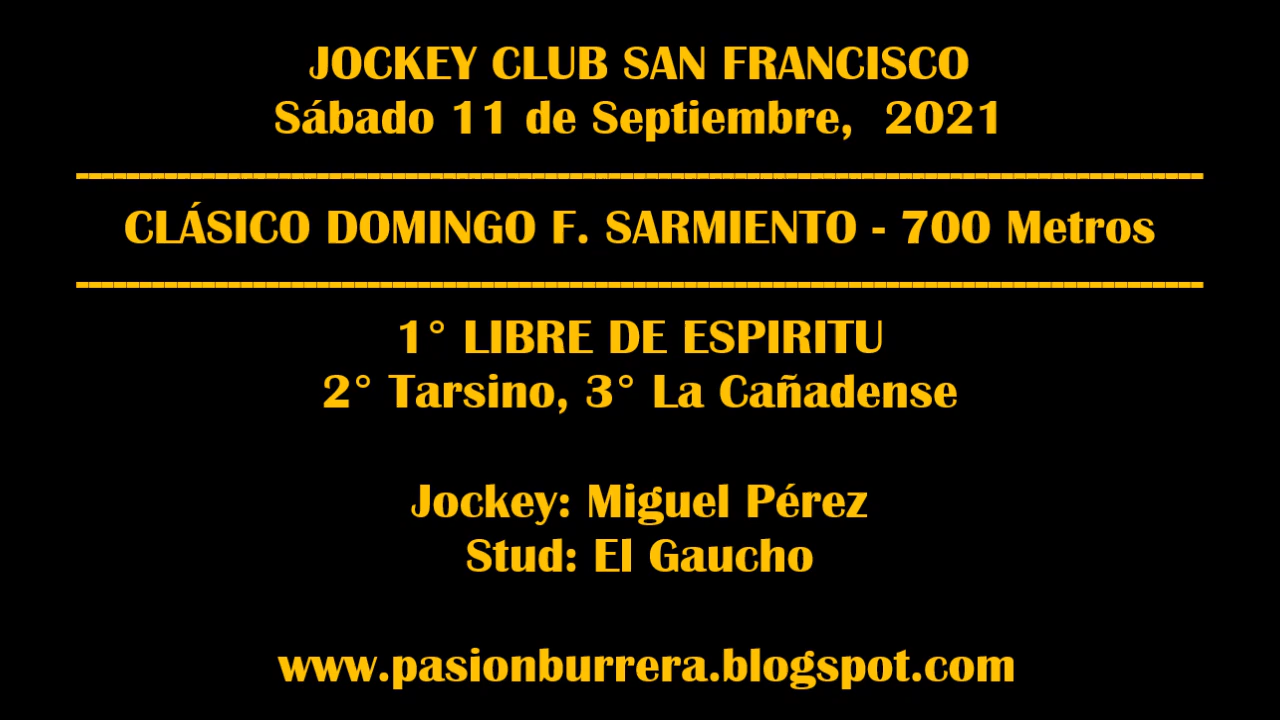 JOCKEY CLUB SAN FRANCISCO
Sábado 11 de Septiembre,  2021
CLÁSICO DOMINGO F. SARMIENTO - 700 Metros
1° LIBRE DE ESPIRITU
2° Tarsino, 3° La Cañadense
Jockey: Miguel Pérez
Stud: El Gaucho
www.pasionburrera.blogspot.com